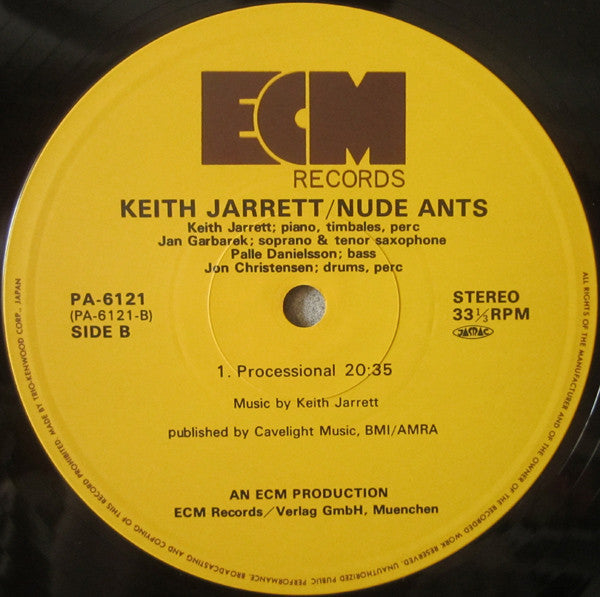 ECM
RECORDS
KEITH JARRETT/NUDE ANTS
Keith Jarrett; piano, timbales, perc
Jan Garbarek; soprano & tenor saxophone
Palle Danielsson; bass
Jon Christensen; drums, perc
PA-6121
(PA-6121-B)
SIDE B
STEREO
33⅓RPM
JASRAC
1. Processional 20:35
Music by Keith Jarrett
published by Cavelight Music, BMI/AMRA
AN ECM PRODUCTION
ECM Records/Verlag GmbH, Muenchen
ALL RIGHTS OF THE MANUFACTURER AND OF THE OWNER OF THE RECORDED WORK RESERVED. UNAUTHORIZED PUBLIC PERFORMANCE, BROADCASTING AND COPYING OF THIS RECORD PROHIBITED. MADE BY TRIO-KENWOOD CORP., JAPAN